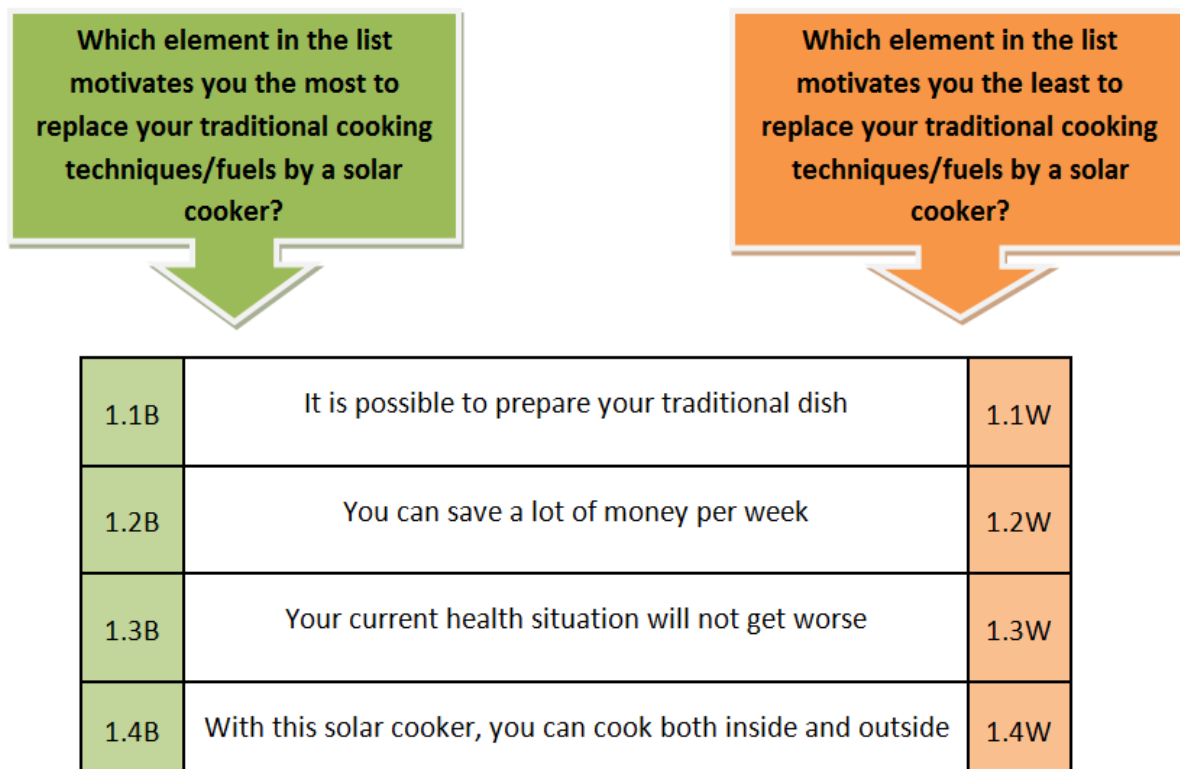 Which element in the list
motivates you the most to
replace your traditional cooking
techniques/fuels by a solar
cooker?
Which element in the list
motivates you the least to
replace your traditional cooking
techniques/fuels by a solar
cooker?
1.1B It is possible to prepare your traditional dish 1.1W
1.2B You can save a lot of money per week 1.2W
1.3B Your current health situation will not get worse 1.3W
1.4B With this solar cooker, you can cook both inside and outside 1.4W